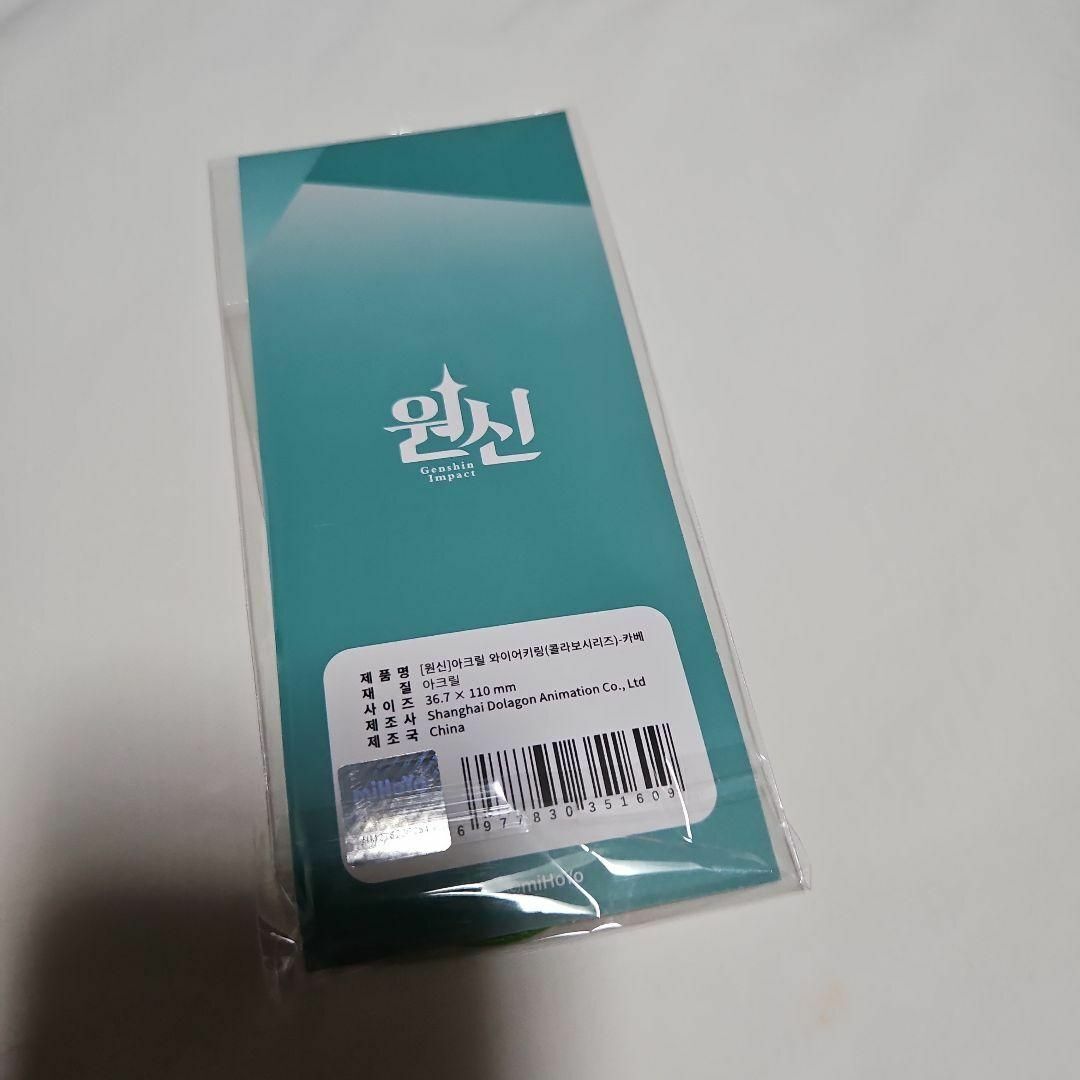 원신
Genshin
Impact
제품명 [원신]아크릴 와이어키링(콜라보시리즈)-카베
재질 아크릴
사이즈 36.7 × 110 mm
제조사 Shanghai Dolagon Animation Co., Ltd
제조국 China
miHoYo
6 977830 351609
miHoYo